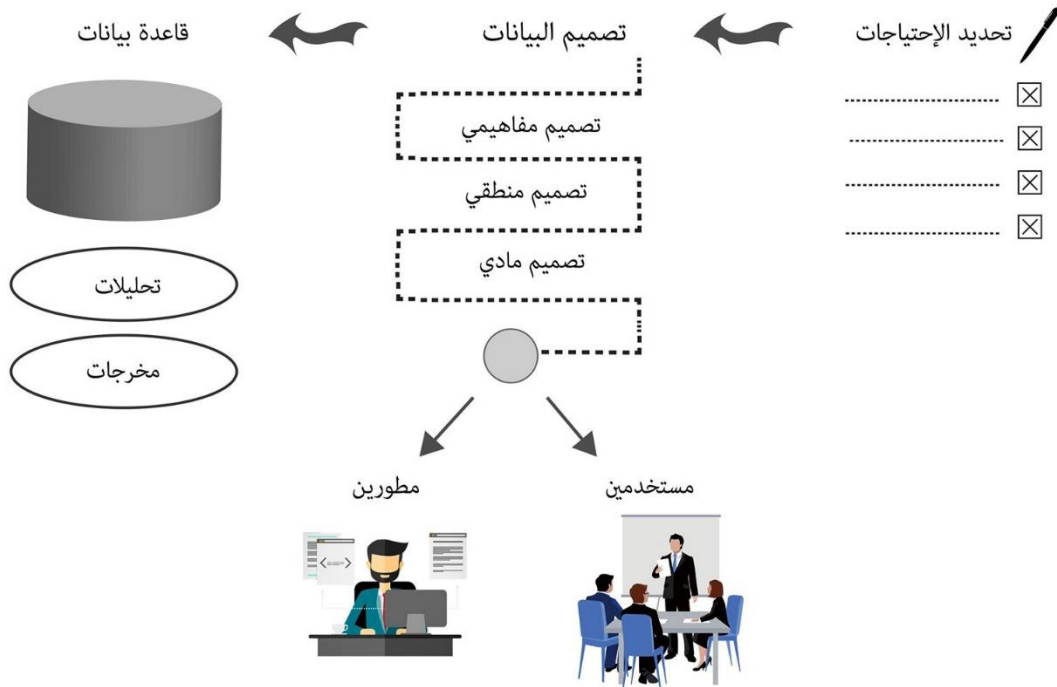 تحديد الإحتياجات
تصميم البيانات
قاعدة بيانات
تصميم مفاهيمي
تصميم منطقي
تصميم مادي
تحليلات
مخرجات
مستخدمين
مطورين